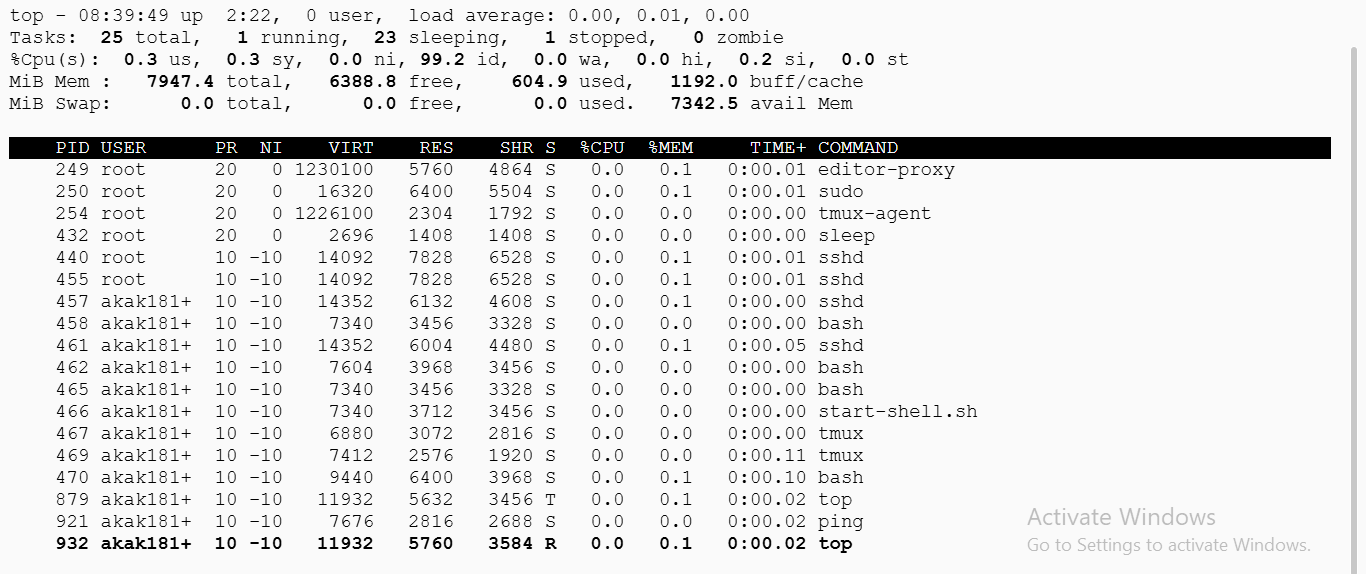 top - 08:39:49 up  2:22,  0 user,  load average: 0.00, 0.01, 0.00
Tasks:  25 total,   1 running,  23 sleeping,   1 stopped,   0 zombie
%Cpu(s):  0.3 us,  0.3 sy,  0.0 ni, 99.2 id,  0.0 wa,  0.0 hi,  0.2 si,  0.0 st
MiB Mem :   7947.4 total,   6388.8 free,    604.9 used,   1192.0 buff/cache
MiB Swap:      0.0 total,      0.0 free,      0.0 used.   7342.5 avail Mem
PID USER      PR  NI    VIRT    RES    SHR S  %CPU  %MEM     TIME+ COMMAND
249 root      20   0 1230100   5760   4864 S   0.0   0.1   0:00.01 editor-proxy
250 root      20   0   16320   6400   5504 S   0.0   0.1   0:00.01 sudo
254 root      20   0 1226100   2304   1792 S   0.0   0.0   0:00.00 tmux-agent
432 root      20   0    2696   1408   1408 S   0.0   0.0   0:00.00 sleep
440 root      10 -10   14092   7828   6528 S   0.0   0.1   0:00.01 sshd
455 root      10 -10   14092   7828   6528 S   0.0   0.1   0:00.01 sshd
457 akak181+  10 -10   14352   6132   4608 S   0.0   0.1   0:00.00 sshd
458 akak181+  10 -10    7340   3456   3328 S   0.0   0.0   0:00.00 bash
461 akak181+  10 -10   14352   6004   4480 S   0.0   0.1   0:00.05 sshd
462 akak181+  10 -10    7604   3968   3456 S   0.0   0.0   0:00.00 bash
465 akak181+  10 -10    7340   3456   3328 S   0.0   0.0   0:00.00 bash
466 akak181+  10 -10    7340   3712   3456 S   0.0   0.0   0:00.00 start-shell.sh
467 akak181+  10 -10    6880   3072   2816 S   0.0   0.0   0:00.00 tmux
469 akak181+  10 -10    7412   2576   1920 S   0.0   0.0   0:00.11 tmux
470 akak181+  10 -10    9440   6400   3968 S   0.0   0.1   0:00.10 bash
879 akak181+  10 -10   11932   5632   3456 T   0.0   0.1   0:00.02 top
921 akak181+  10 -10    7676   2816   2688 S   0.0   0.0   0:00.02 ping
932 akak181+  10 -10   11932   5760   3584 R   0.0   0.1   0:00.02 top
Activate Windows
Go to Settings to activate Windows.